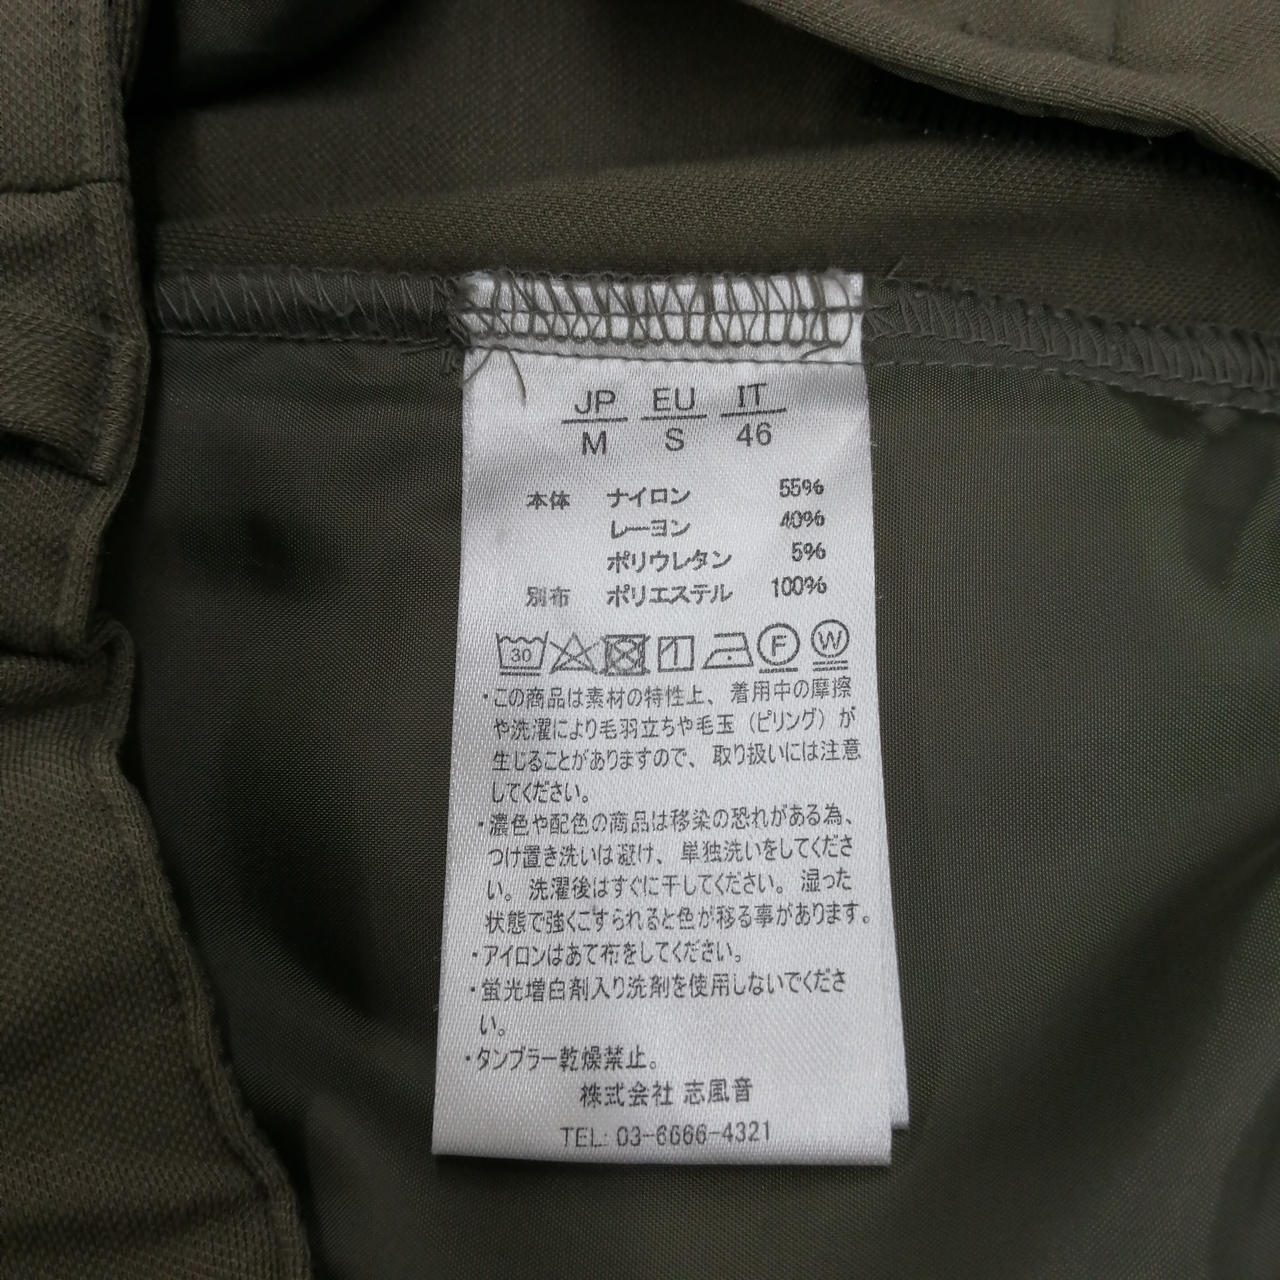 JP EU IT
M S 46
本体 ナイロン 55%
レーヨン 40%
ポリウレタン 5%
別布 ポリエステル 100%
30 F W
・この商品は素材の特性上、着用中の摩擦
や洗濯により毛羽立ちや毛玉(ピリング)が
生じることがありますので、取り扱いには注意
してください。
・濃色や配色の商品は移染の恐れがある為、
つけ置き洗いは避け、単独洗いをしてくださ
い。洗濯後はすぐに干してください。湿った
状態で強くこすられると色が移る事があります。
・アイロンはあて布をしてください。
・蛍光増白剤入り洗剤を使用しないでくださ
い。
・タンブラー乾燥禁止。
株式会社 志風音
TEL: 03-6666-4321